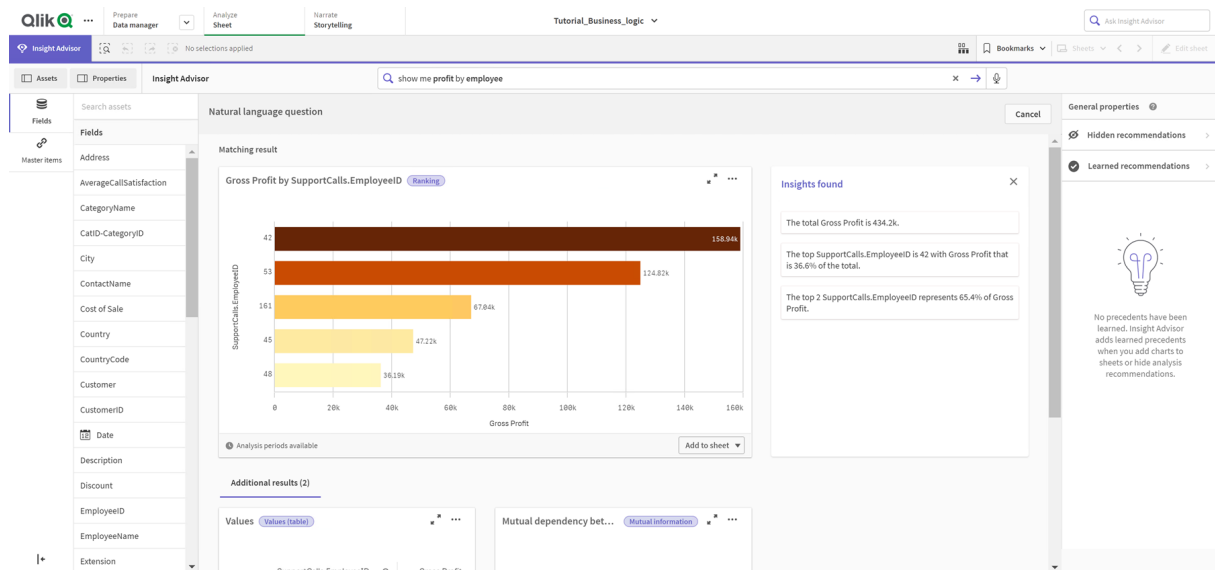 Qlik
Prepare
Data manager
Analyze
Sheet
Narrate
Storytelling
Tutorial_Business_logic
Ask Insight Advisor
Insight Advisor
No selections applied
Bookmarks
Sheets
Edit sheet
Assets
Properties
Insight Advisor
show me profit by employee
Fields
Master items
Search assets
Fields
Address
AverageCallSatisfaction
CategoryName
CatID-CategoryID
City
ContactName
Cost of Sale
Country
CountryCode
Customer
CustomerID
Date
Description
Discount
EmployeeID
EmployeeName
Extension
Natural language question
Cancel
Matching result
Gross Profit by SupportCalls.EmployeeID
Ranking
SupportCalls.EmployeeID
42
158.94k
53
124.82k
161
67.04k
45
47.22k
48
36.19k
0 20k 40k 60k 80k 100k 120k 140k 160k
Gross Profit
Analysis periods available
Add to sheet
Insights found
The total Gross Profit is 434.2k.
The top SupportCalls.EmployeeID is 42 with Gross Profit that
is 36.6% of the total.
The top 2 SupportCalls.EmployeeID represents 65.4% of Gross
Profit.
Additional results (2)
Values
Values (table)
Mutual dependency bet...
Mutual information
General properties
Hidden recommendations
Learned recommendations
No precedents have been
learned. Insight Advisor
adds learned precedents
when you add charts to
sheets or hide analysis
recommendations.